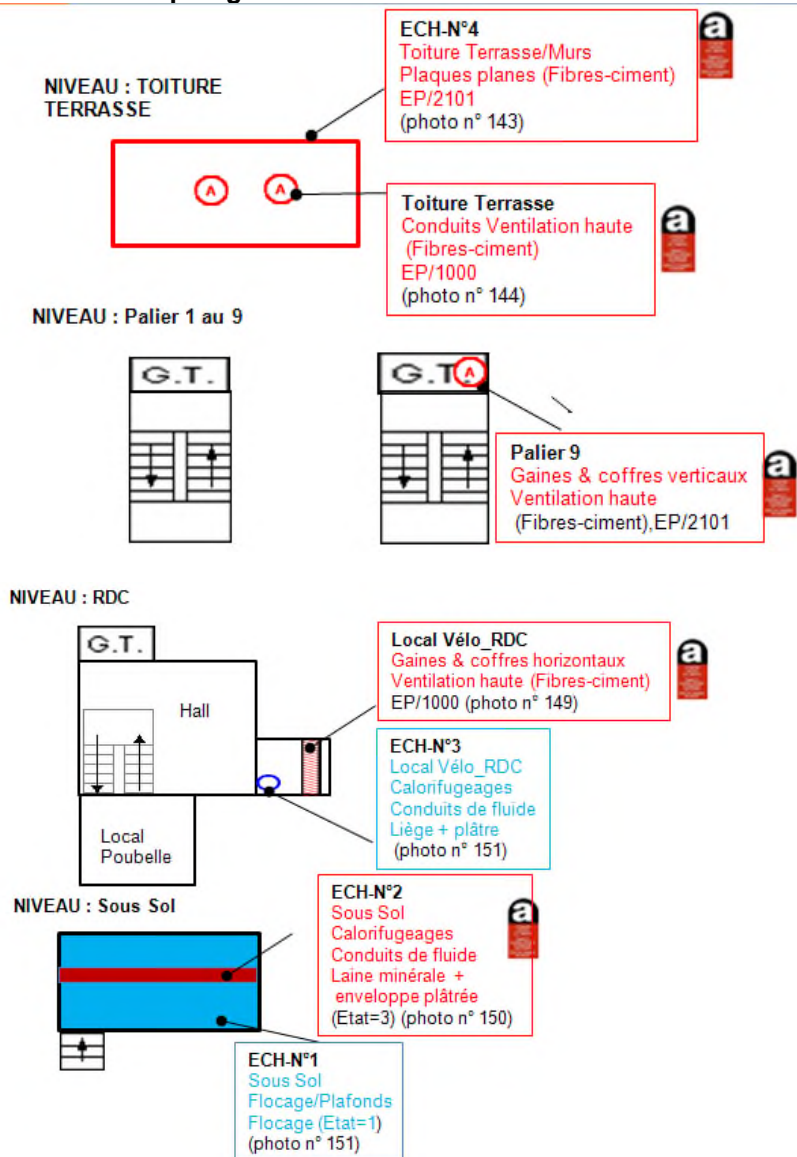 NIVEAU : TOITURE
TERRASSE
ECH-N°4
Toiture Terrasse/Murs
Plaques planes (Fibres-ciment)
EP/2101
(photo n° 143)
a
A
A
Toiture Terrasse
Conduits Ventilation haute
(Fibres-ciment)
EP/1000
(photo n° 144)
a
NIVEAU : Palier 1 au 9
G.T.
G.T.
A
Palier 9
Gaines & coffres verticaux
Ventilation haute
(Fibres-ciment),EP/2101
a
NIVEAU : RDC
G.T.
Hall
Local
Poubelle
Local Vélo_RDC
Gaines & coffres horizontaux
Ventilation haute (Fibres-ciment)
EP/1000 (photo n° 149)
a
ECH-N°3
Local Vélo_RDC
Calorifugeages
Conduits de fluide
Liège + plâtre
(photo n° 151)
NIVEAU : Sous Sol
ECH-N°2
Sous Sol
Calorifugeages
Conduits de fluide
Laine minérale +
enveloppe plâtrée
(Etat=3) (photo n° 150)
a
ECH-N°1
Sous Sol
Flocage/Plafonds
Flocage (Etat=1)
(photo n° 151)